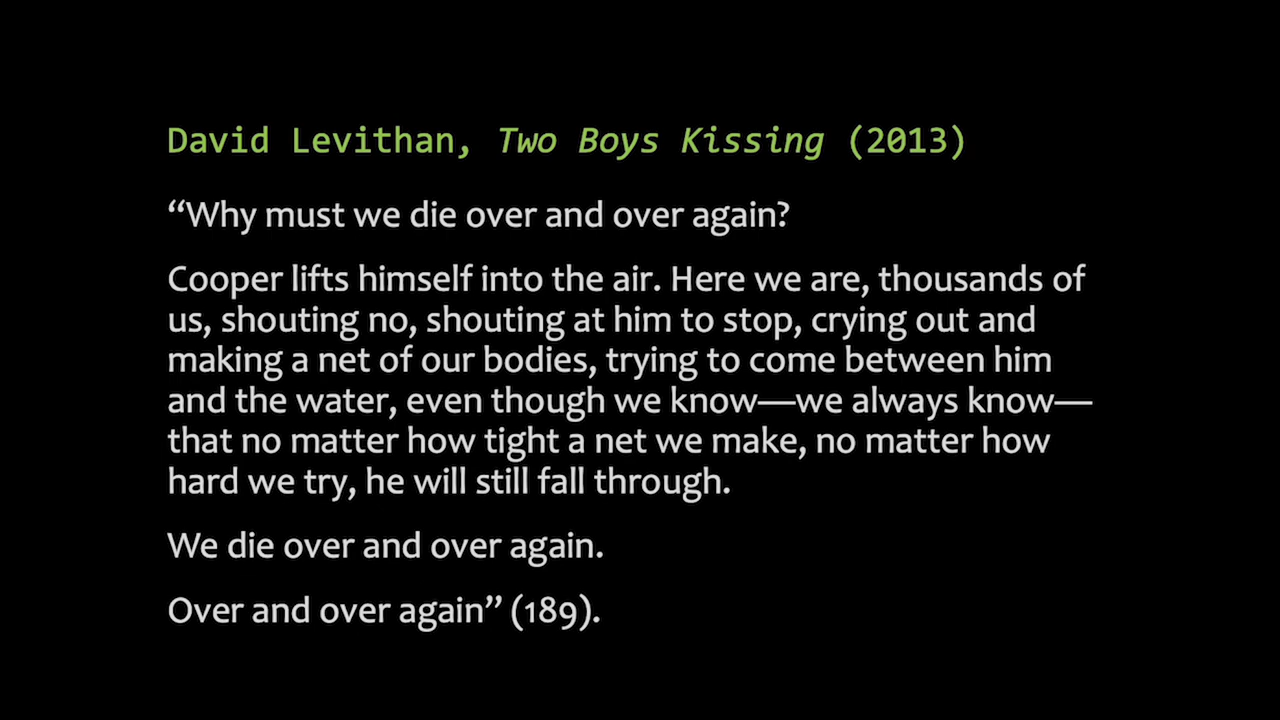 David Levithan, Two Boys Kissing (2013)
“Why must we die over and over again?
Cooper lifts himself into the air. Here we are, thousands of
us, shouting no, shouting at him to stop, crying out and
making a net of our bodies, trying to come between him
and the water, even though we know—we always know—
that no matter how tight a net we make, no matter how
hard we try, he will still fall through.
We die over and over again.
Over and over again” (189).